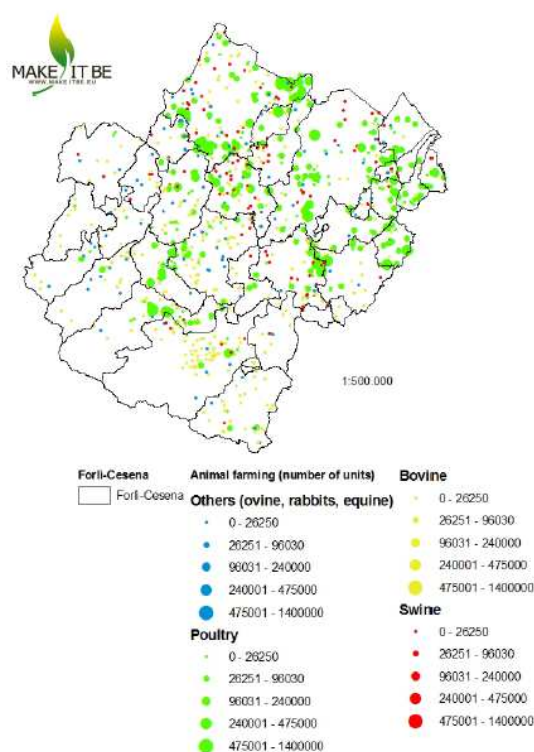 MAKE IT BE
WWW.MAKEITBE.EU
1:500.000
Forlì-Cesena
Forlì-Cesena
Animal farming (number of units)
Others (ovine, rabbits, equine)
0 - 26250
26251 - 96030
96031 - 240000
240001 - 475000
475001 - 1400000
Poultry
0 - 26250
26251 - 96030
96031 - 240000
240001 - 475000
475001 - 1400000
Bovine
0 - 26250
26251 - 96030
96031 - 240000
240001 - 475000
475001 - 1400000
Swine
0 - 26250
26251 - 96030
96031 - 240000
240001 - 475000
475001 - 1400000